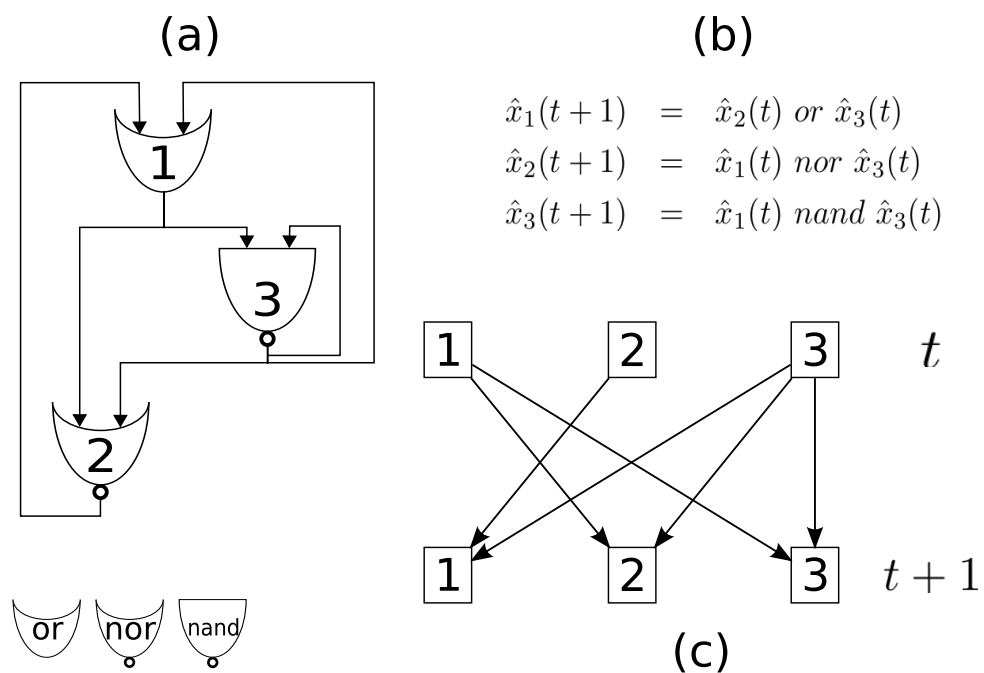 (a)
1
3
2
or nor nand
(b)
x̂₁(t + 1) = x̂₂(t) or x̂₃(t)
x̂₂(t + 1) = x̂₁(t) nor x̂₃(t)
x̂₃(t + 1) = x̂₁(t) nand x̂₃(t)
1 2 3 t
1 2 3 t + 1
(c)